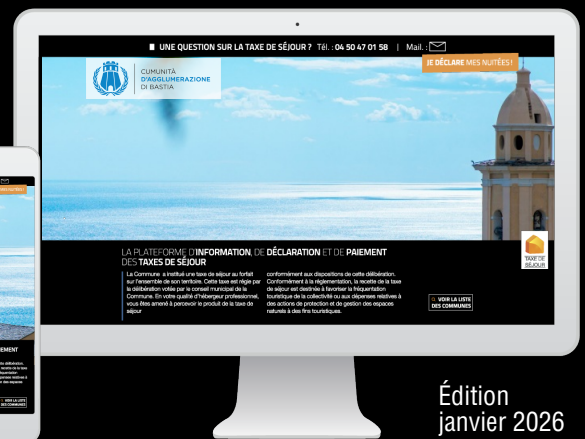 UNE QUESTION SUR LA TAXE DE SÉJOUR ? Tél. : 04 50 47 01 58 | Mail. :
JE DÉCLARE MES NUITÉES !
CUMUNITÀ
D'AGGLUMERAZIONE
DI BASTIA
LA PLATEFORME D'INFORMATION, DE DÉCLARATION ET DE PAIEMENT
DES TAXES DE SÉJOUR
La Commune a institué une taxe de séjour au forfait
sur l'ensemble de son territoire. Cette taxe est régie par
la délibération votée par le conseil municipal de la
Commune. En votre qualité d'hébergeur professionnel,
vous êtes amené à percevoir le produit de la taxe de
séjour
conformément aux dispositions de cette délibération.
Conformément à la réglementation, la recette de la taxe
de séjour est destinée à favoriser la fréquentation
touristique de la collectivité ou aux dépenses relatives à
des actions de protection et de gestion des espaces
naturels à des fins touristiques.
TAXE DE
SÉJOUR
VOIR LA LISTE
DES COMMUNES
EMENT
VOIR LA LISTE
DES COMMUNES
Édition
janvier 2026